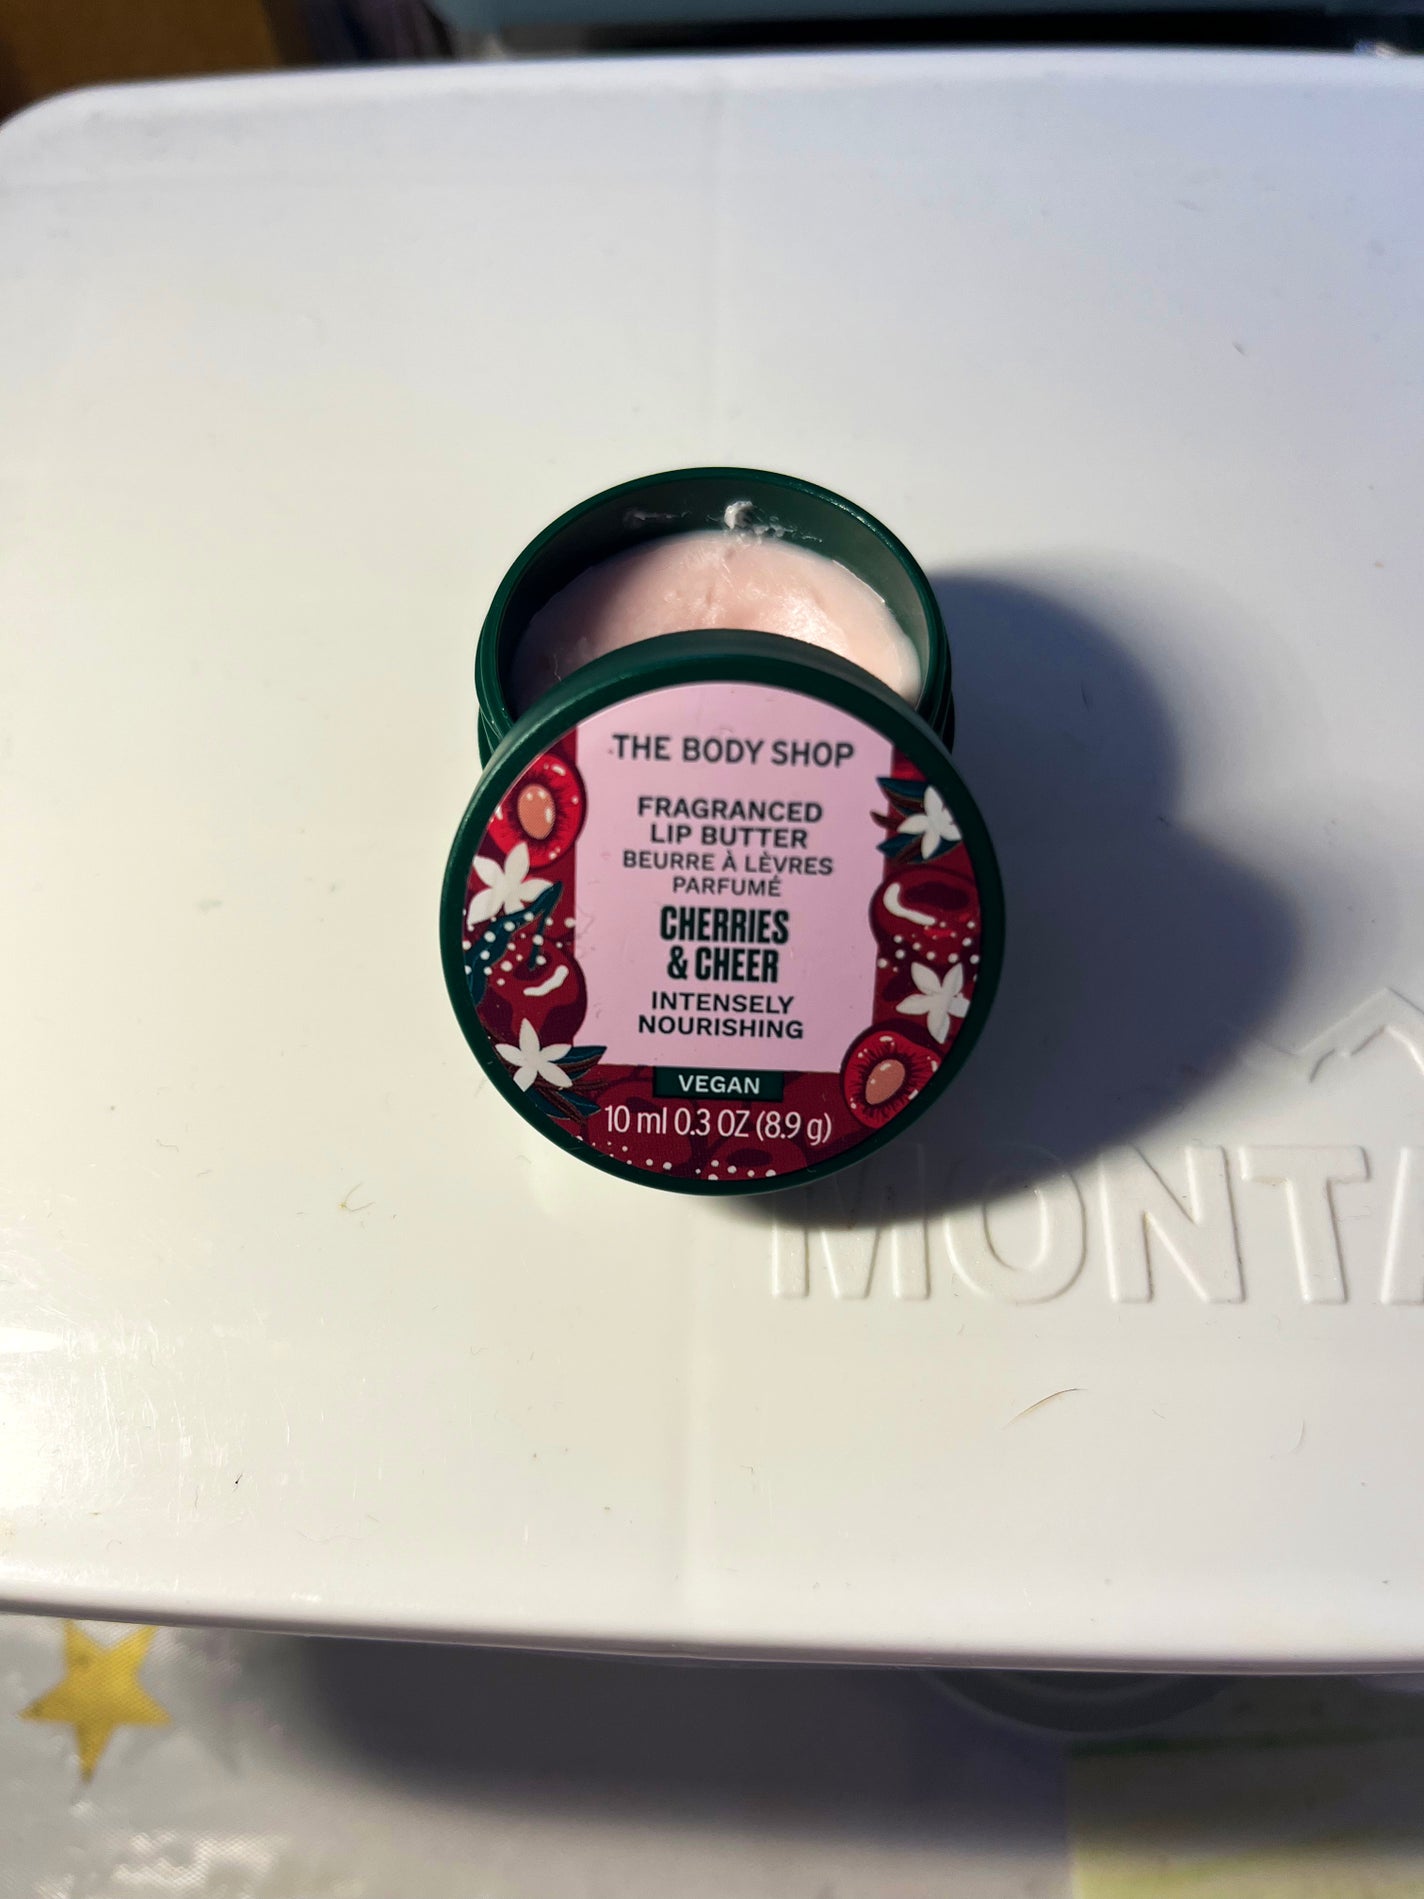 THE BODY SHOP
FRAGRANCED
LIP BUTTER
BEURRE À LÈVRES
PARFUMÉ
CHERRIES
& CHEER
INTENSELY
NOURISHING
VEGAN
10 ml 0.3 OZ (8.9 g)
MONTA